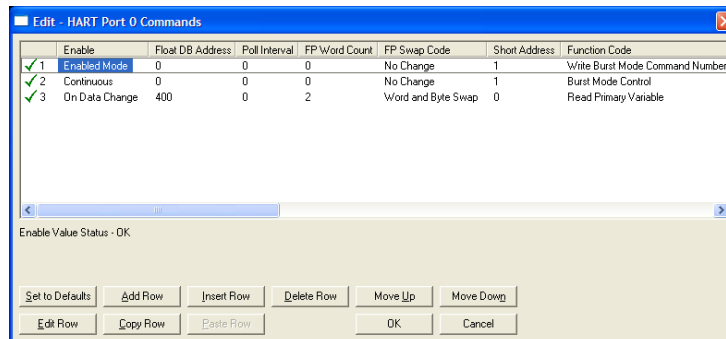 Edit - HART Port 0 Commands
Enable Float DB Address Poll Interval FP Word Count FP Swap Code Short Address Function Code
1 Enabled Mode 0 0 0 No Change 1 Write Burst Mode Command Number
2 Continuous 0 0 0 No Change 1 Burst Mode Control
3 On Data Change 400 0 2 Word and Byte Swap 0 Read Primary Variable
Enable Value Status - OK
Set to Defaults Add Row Insert Row Delete Row Move Up Move Down
Edit Row Copy Row Paste Row OK Cancel